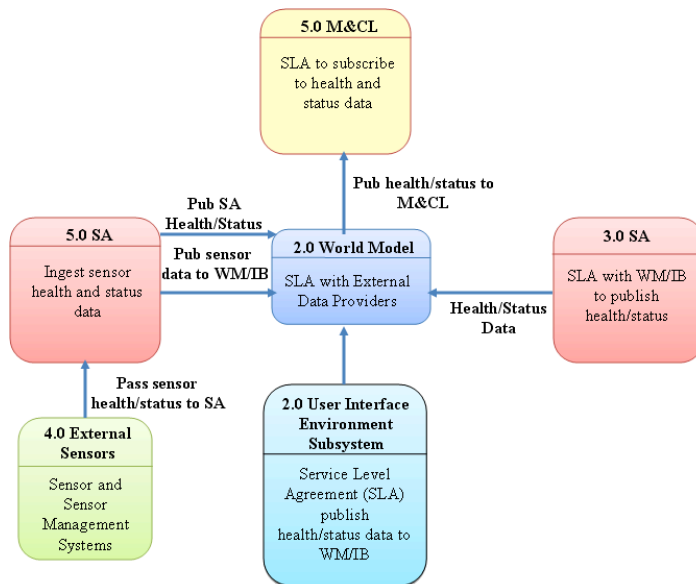 5.0 M&CL
SLA to subscribe
to health and
status data
Pub SA
Health/Status
Pub health/status to
M&CL
5.0 SA
Ingest sensor
health and status
data
Pub sensor
data to WM/IB
2.0 World Model
SLA with External
Data Providers
3.0 SA
SLA with WM/IB
to publish
health/status
Health/Status
Data
Pass sensor
health/status to SA
4.0 External
Sensors
Sensor and
Sensor
Management
Systems
2.0 User Interface
Environment
Subsystem
Service Level
Agreement (SLA)
publish
health/status data to
WM/IB